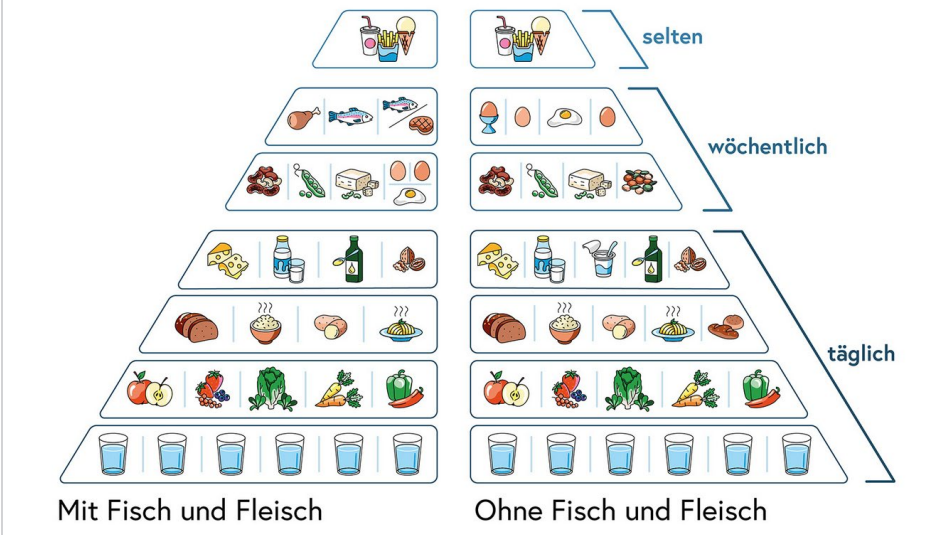 selten
wöchentlich
täglich
Mit Fisch und Fleisch
Ohne Fisch und Fleisch